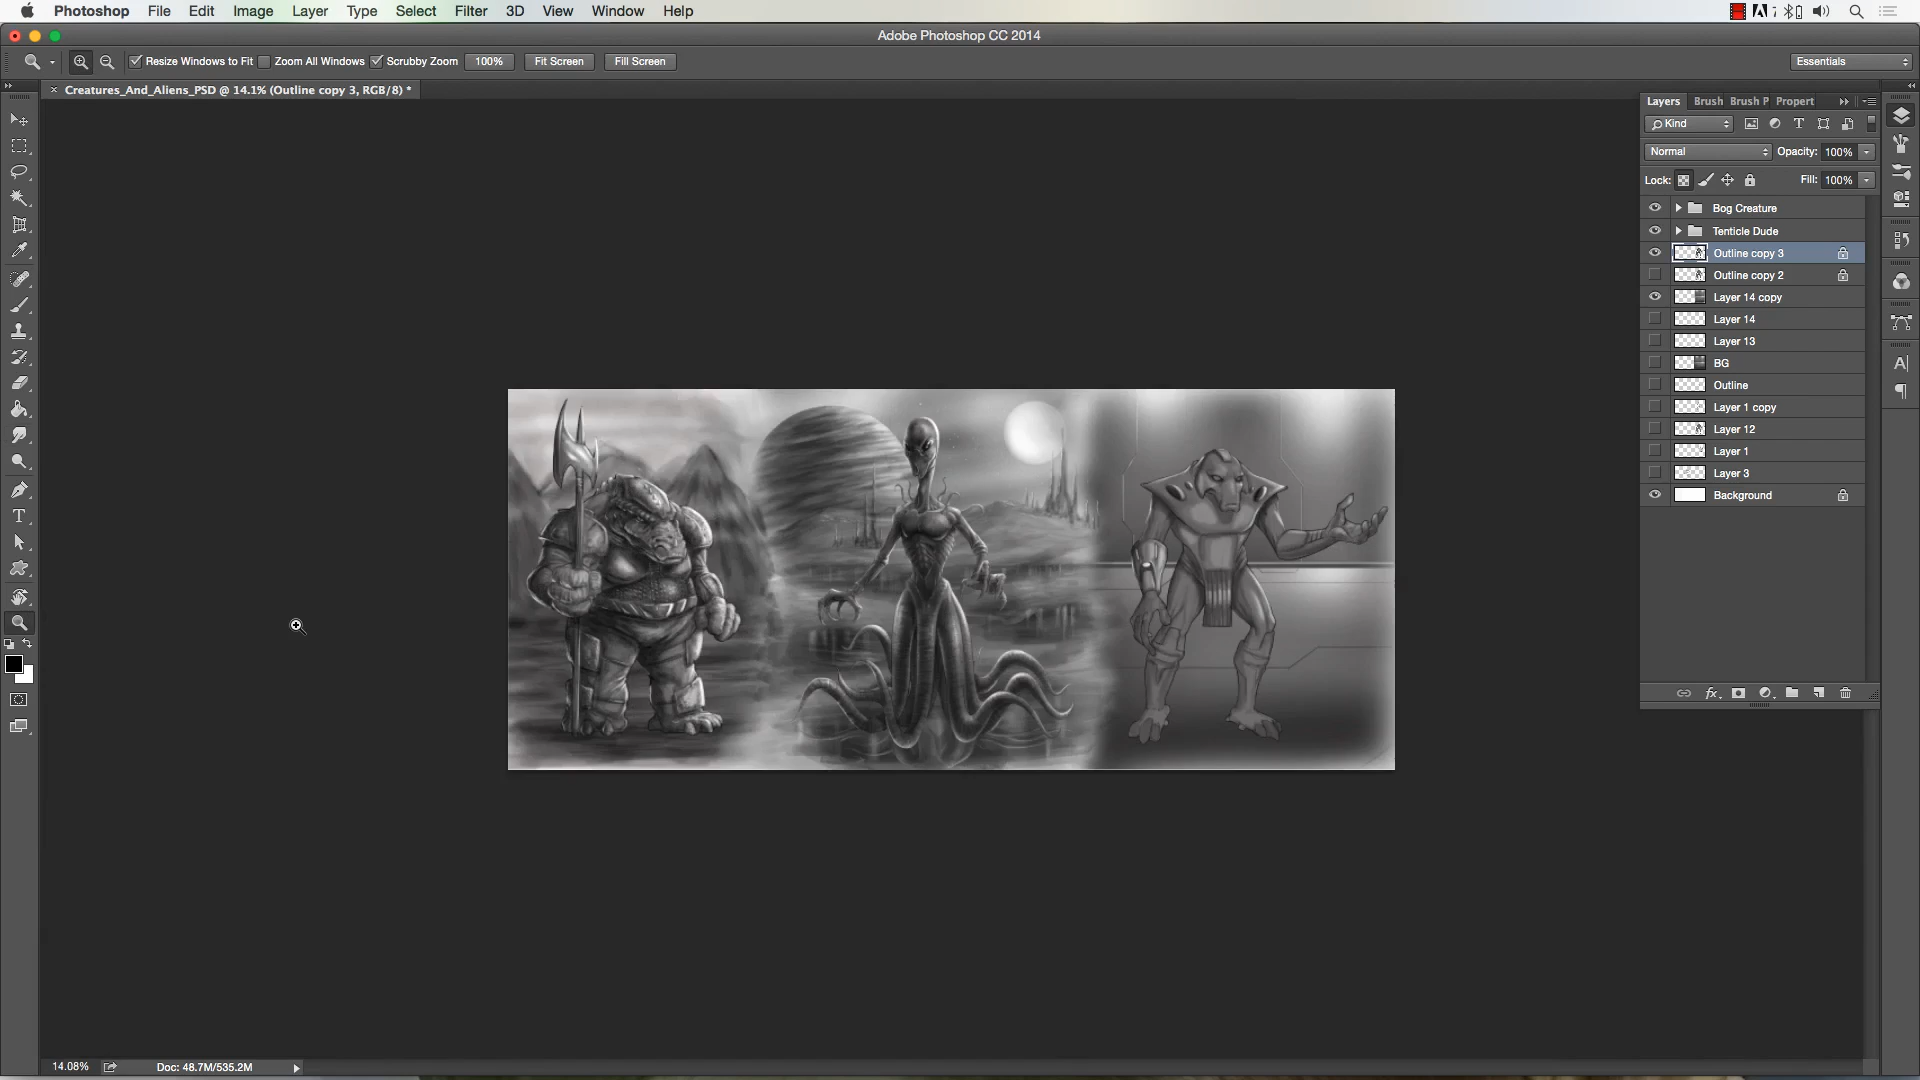 Photoshop File Edit Image Layer Type Select Filter 3D View Window Help 7
Adobe Photoshop CC 2014
Resize Windows to Fit Zoom All Windows Scrubby Zoom 100% Fit Screen Fill Screen Essentials
Creatures_And_Aliens_PSD @ 14.1% (Outline copy 3, RGB/8) *
Layers Brush Brush P Propert
Kind
Normal Opacity: 100%
Lock: Fill: 100%
Bog Creature
Tenticle Dude
Outline copy 3
Outline copy 2
Layer 14 copy
Layer 14
Layer 13
BG
Outline
Layer 1 copy
Layer 12
Layer 1
Layer 3
Background
14.08% Doc: 48.7M/535.2M